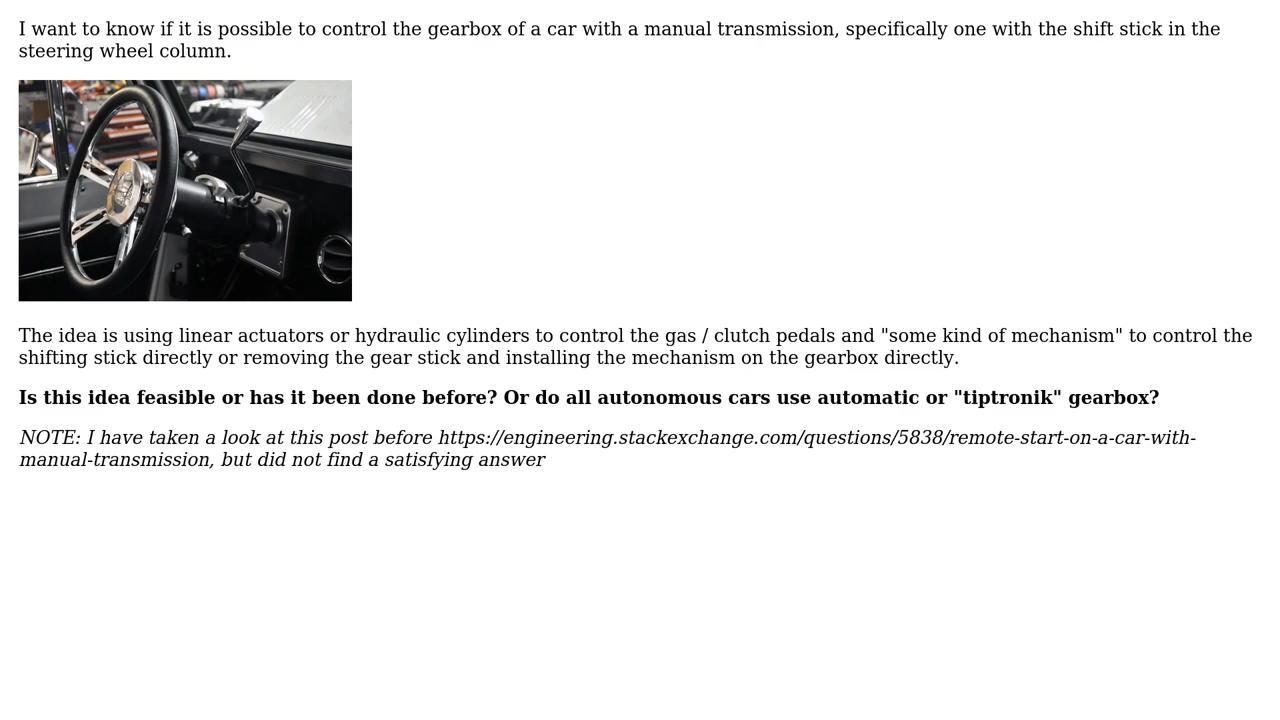 I want to know if it is possible to control the gearbox of a car with a manual transmission, specifically one with the shift stick in the
steering wheel column.
The idea is using linear actuators or hydraulic cylinders to control the gas / clutch pedals and "some kind of mechanism" to control the
shifting stick directly or removing the gear stick and installing the mechanism on the gearbox directly.
Is this idea feasible or has it been done before? Or do all autonomous cars use automatic or "tiptronik" gearbox?
NOTE: I have taken a look at this post before https://engineering.stackexchange.com/questions/5838/remote-start-on-a-car-with-
manual-transmission, but did not find a satisfying answer